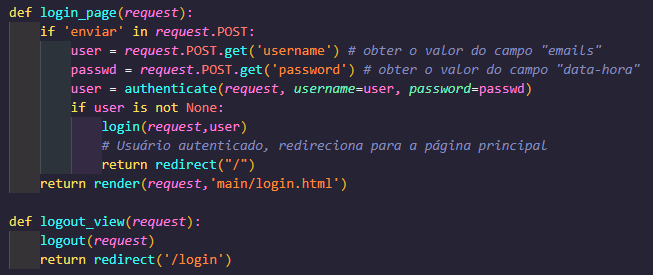 def login_page(request):
if 'enviar' in request.POST:
user = request.POST.get('username') # obter o valor do campo "emails"
passwd = request.POST.get('password') # obter o valor do campo "data-hora"
user = authenticate(request, username=user, password=passwd)
if user is not None:
login(request,user)
# Usuário autenticado, redireciona para a página principal
return redirect("/")
return render(request,'main/login.html')
def logout_view(request):
logout(request)
return redirect('/login')